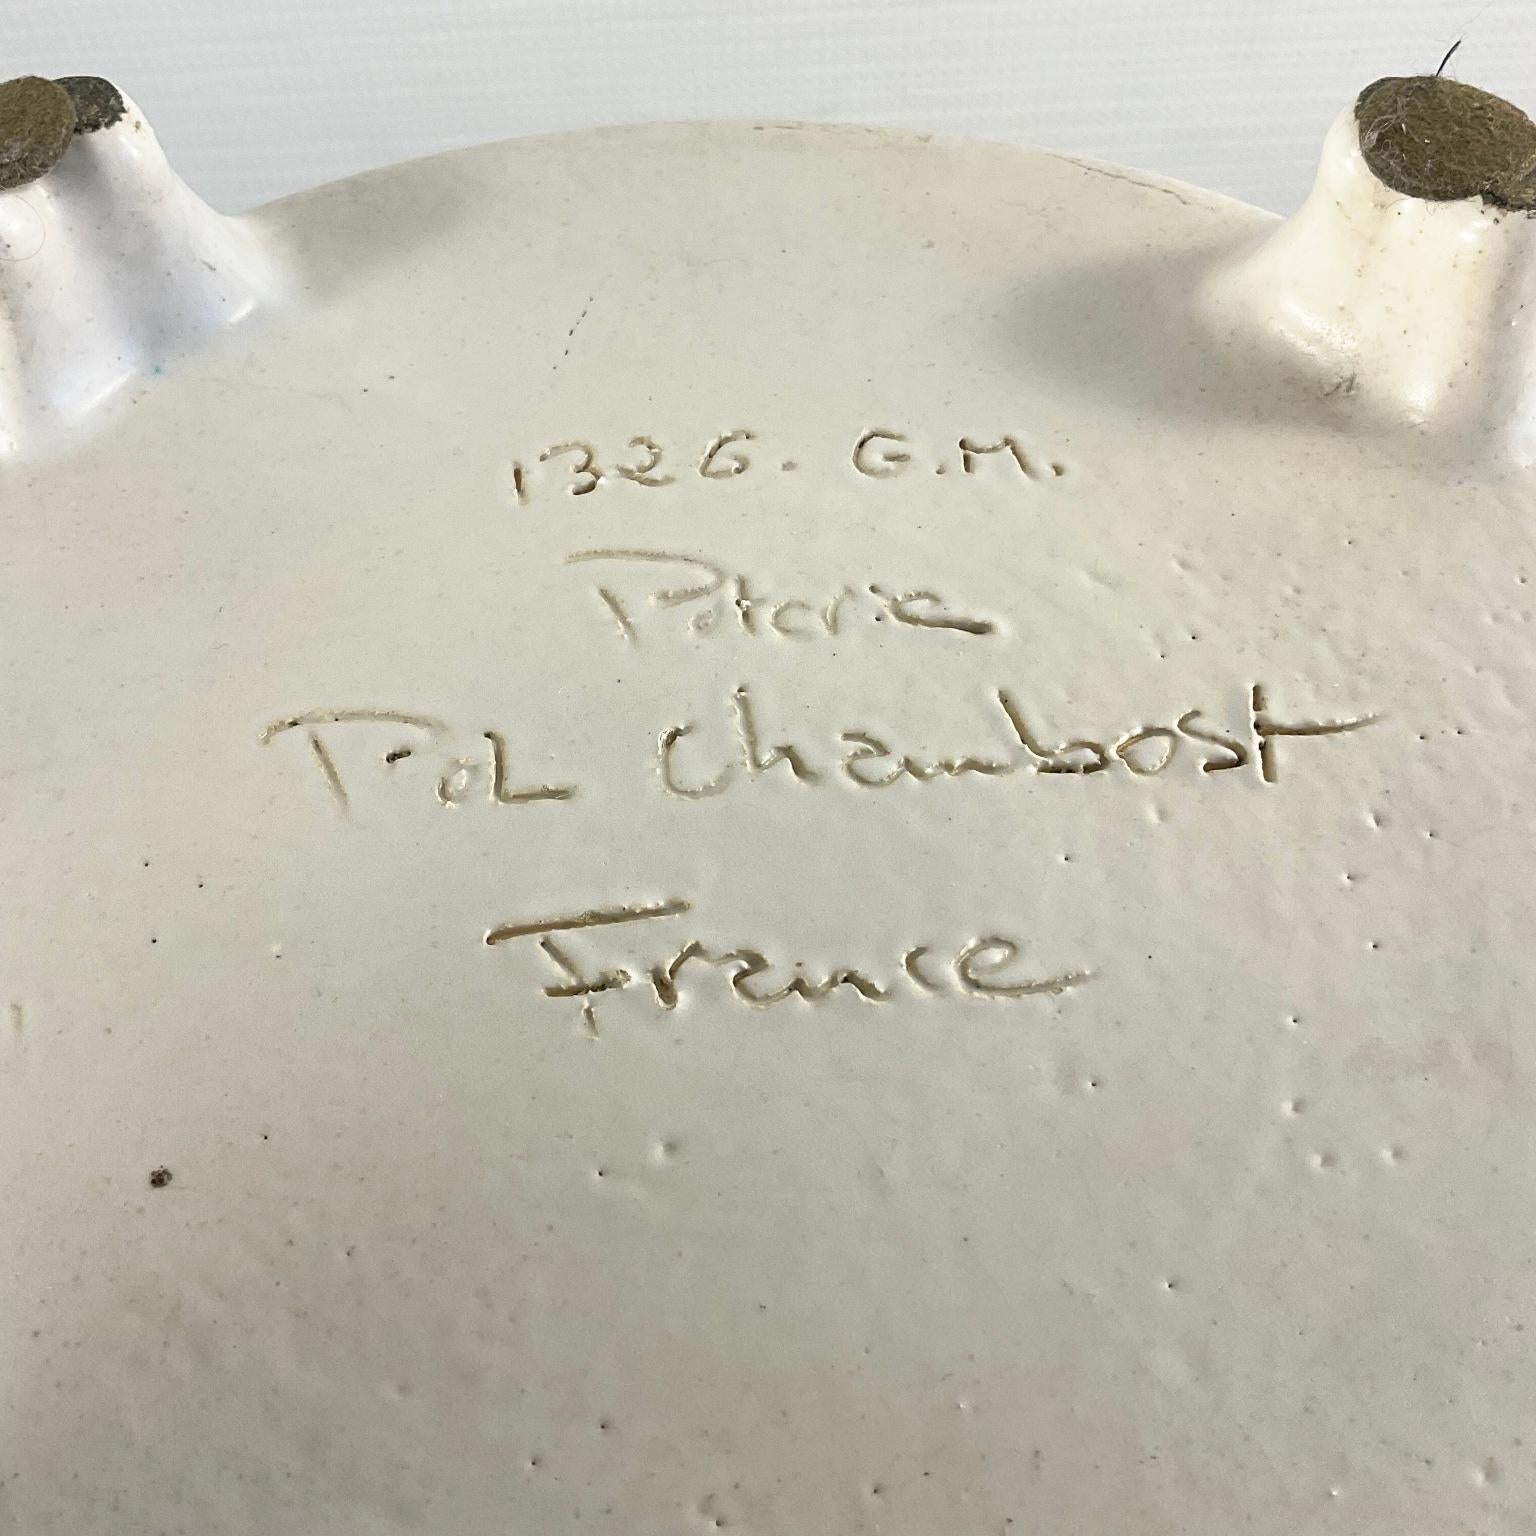 1326. G.M.
Poterie
Pol Chambost
France